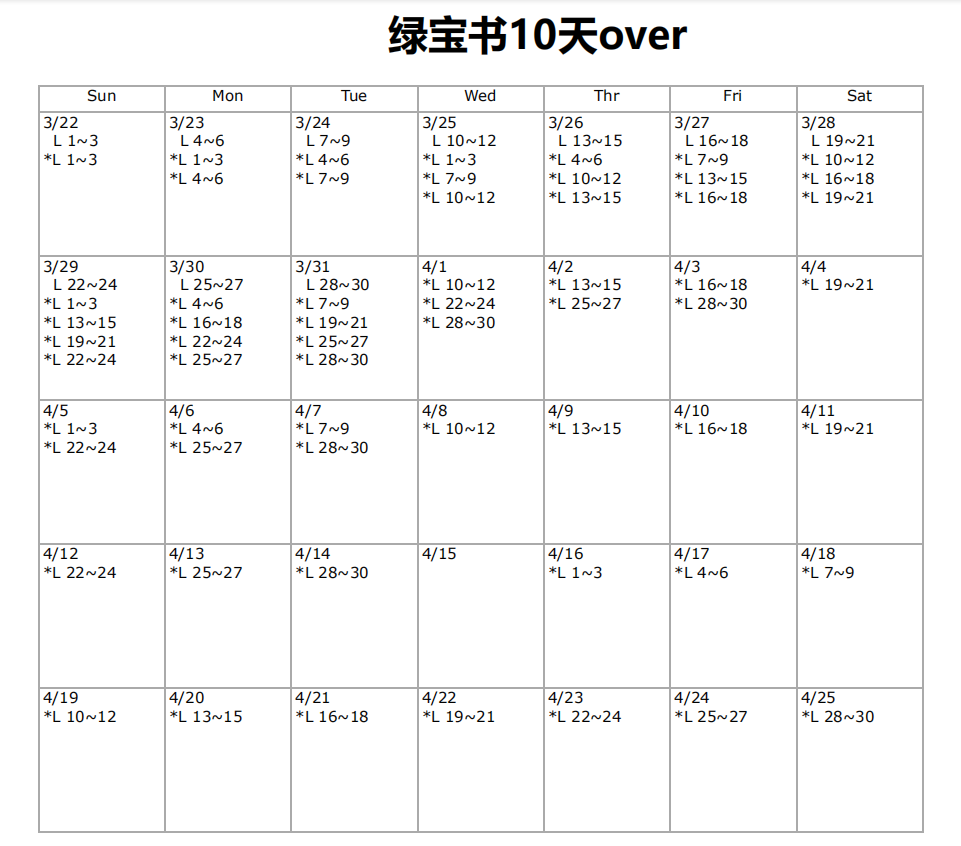 绿宝书10天over
Sun Mon Tue Wed Thr Fri Sat
3/22
L 1~3
*L 1~3
3/23
L 4~6
*L 1~3
*L 4~6
3/24
L 7~9
*L 4~6
*L 7~9
3/25
L 10~12
*L 1~3
*L 7~9
*L 10~12
3/26
L 13~15
*L 4~6
*L 10~12
*L 13~15
3/27
L 16~18
*L 7~9
*L 13~15
*L 16~18
3/28
L 19~21
*L 10~12
*L 16~18
*L 19~21
3/29
L 22~24
*L 1~3
*L 13~15
*L 19~21
*L 22~24
3/30
L 25~27
*L 4~6
*L 16~18
*L 22~24
*L 25~27
3/31
L 28~30
*L 7~9
*L 19~21
*L 25~27
*L 28~30
4/1
*L 10~12
*L 22~24
*L 28~30
4/2
*L 13~15
*L 25~27
4/3
*L 16~18
*L 28~30
4/4
*L 19~21
4/5
*L 1~3
*L 22~24
4/6
*L 4~6
*L 25~27
4/7
*L 7~9
*L 28~30
4/8
*L 10~12
4/9
*L 13~15
4/10
*L 16~18
4/11
*L 19~21
4/12
*L 22~24
4/13
*L 25~27
4/14
*L 28~30
4/15
4/16
*L 1~3
4/17
*L 4~6
4/18
*L 7~9
4/19
*L 10~12
4/20
*L 13~15
4/21
*L 16~18
4/22
*L 19~21
4/23
*L 22~24
4/24
*L 25~27
4/25
*L 28~30